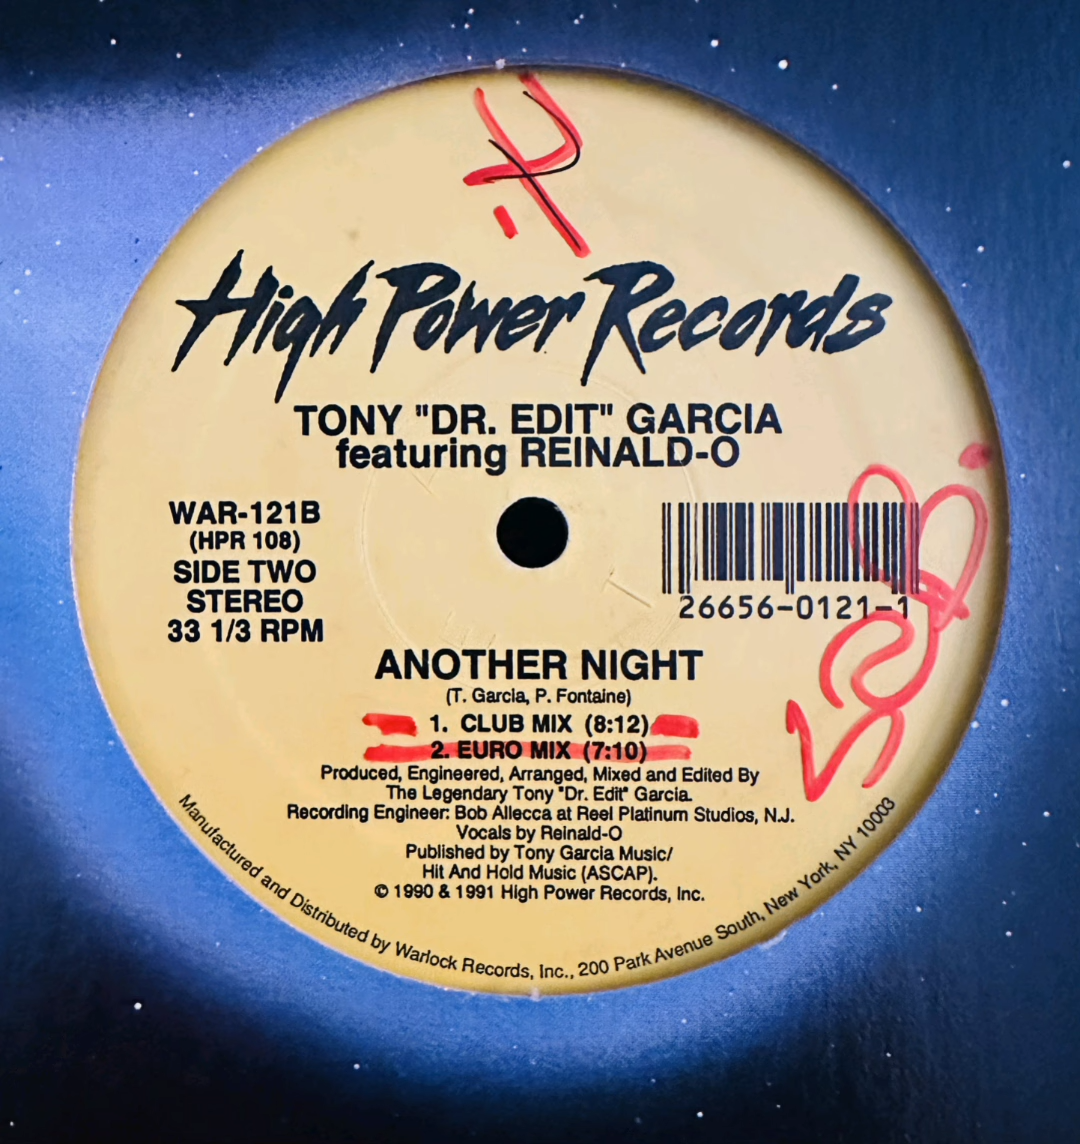 High Power Records
TONY "DR. EDIT" GARCIA
featuring REINALD-O
WAR-121B
(HPR 108)
SIDE TWO
STEREO
33 1/3 RPM
26656-0121-1
ANOTHER NIGHT
(T. Garcia, P. Fontaine)
1. CLUB MIX (8:12)
2. EURO MIX (7:10)
Produced, Engineered, Arranged, Mixed and Edited By
The Legendary Tony "Dr. Edit" Garcia.
Recording Engineer: Bob Allecca at Reel Platinum Studios, N.J.
Vocals by Reinald-O
Published by Tony Garcia Music/
Hit And Hold Music (ASCAP).
© 1990 & 1991 High Power Records, Inc.
Manufactured and Distributed by Warlock Records, Inc., 200 Park Avenue South, New York, NY 10003